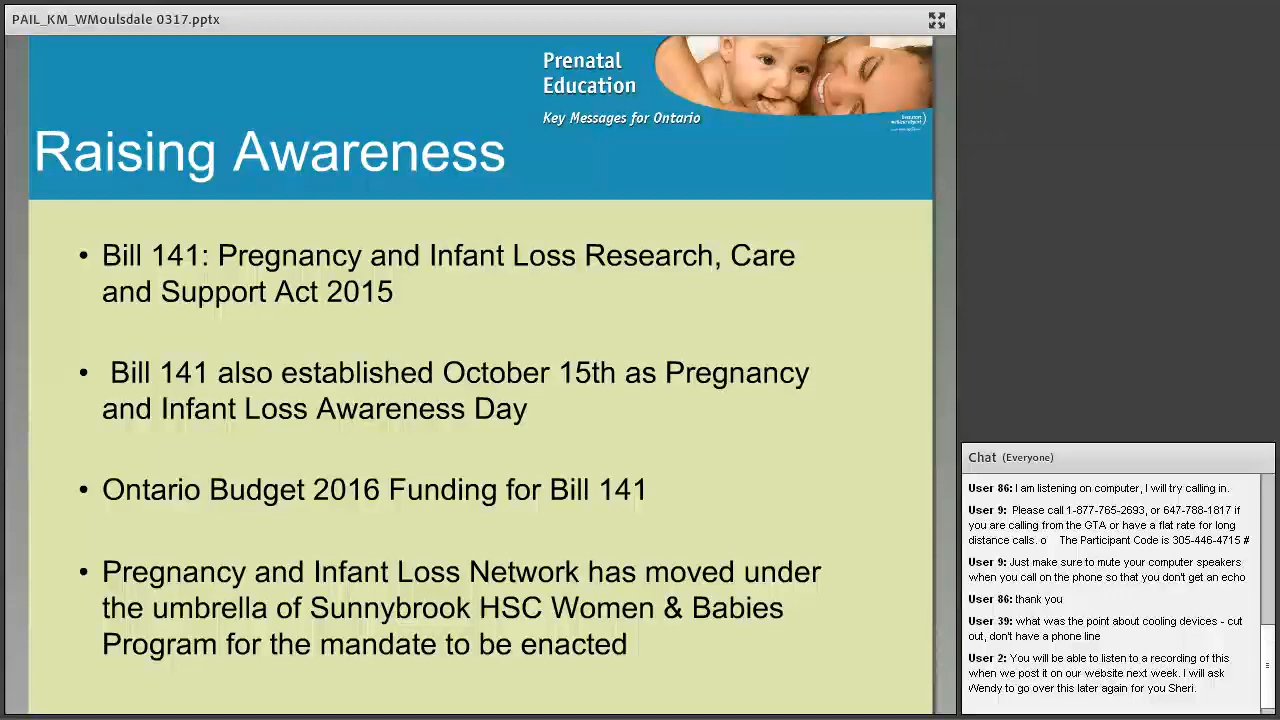 PAIL_KM_WMoulsdale 0317.pptx
Prenatal
Education
Key Messages for Ontario
Raising Awareness
• Bill 141: Pregnancy and Infant Loss Research, Care
and Support Act 2015
• Bill 141 also established October 15th as Pregnancy
and Infant Loss Awareness Day
• Ontario Budget 2016 Funding for Bill 141
• Pregnancy and Infant Loss Network has moved under
the umbrella of Sunnybrook HSC Women & Babies
Program for the mandate to be enacted
Chat (Everyone)
User 86: I am listening on computer, I will try calling in.
User 9: Please call 1-877-765-2693, or 647-788-1817 if
you are calling from the GTA or have a flat rate for long
distance calls. o The Participant Code is 305-446-4715 #
User 9: Just make sure to mute your computer speakers
when you call on the phone so that you don't get an echo
User 86: thank you
User 39: what was the point about cooling devices - cut
out, don't have a phone line
User 2: You will be able to listen to a recording of this
when we post it on our website next week. I will ask
Wendy to go over this later again for you Sheri.